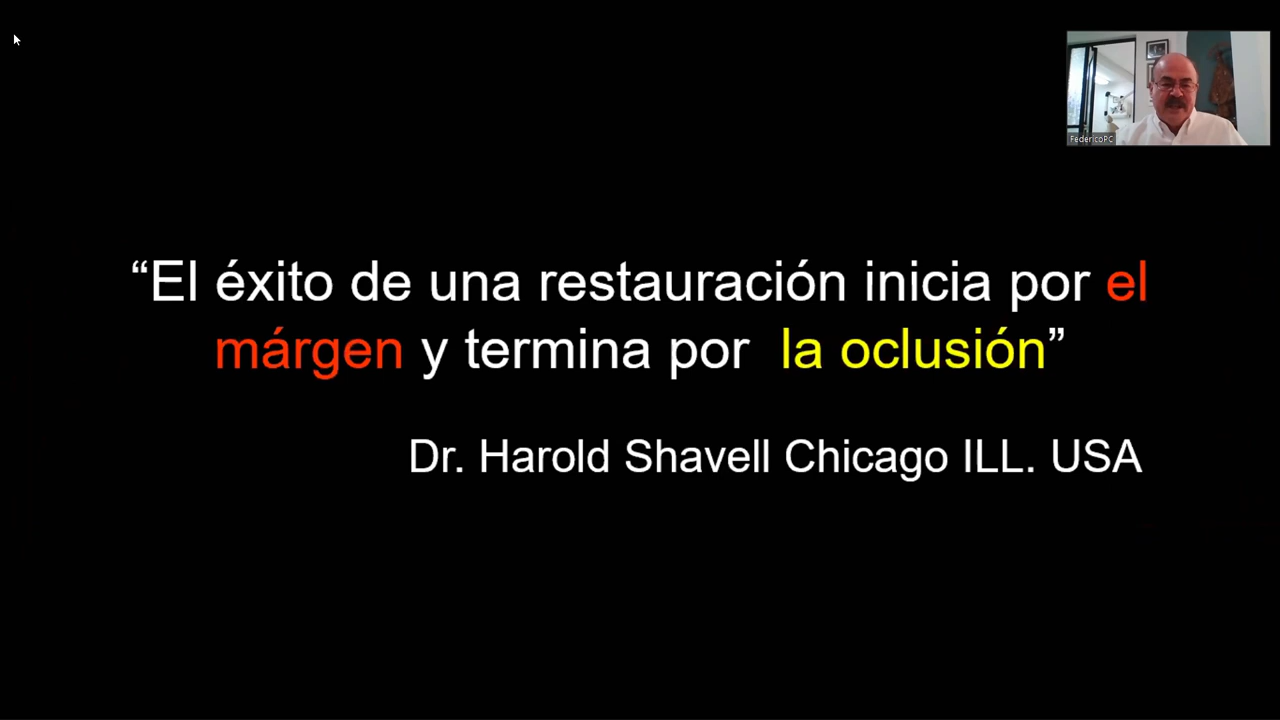 FedericoPC
“El éxito de una restauración inicia por el
márgen y termina por la oclusión”
Dr. Harold Shavell Chicago ILL. USA